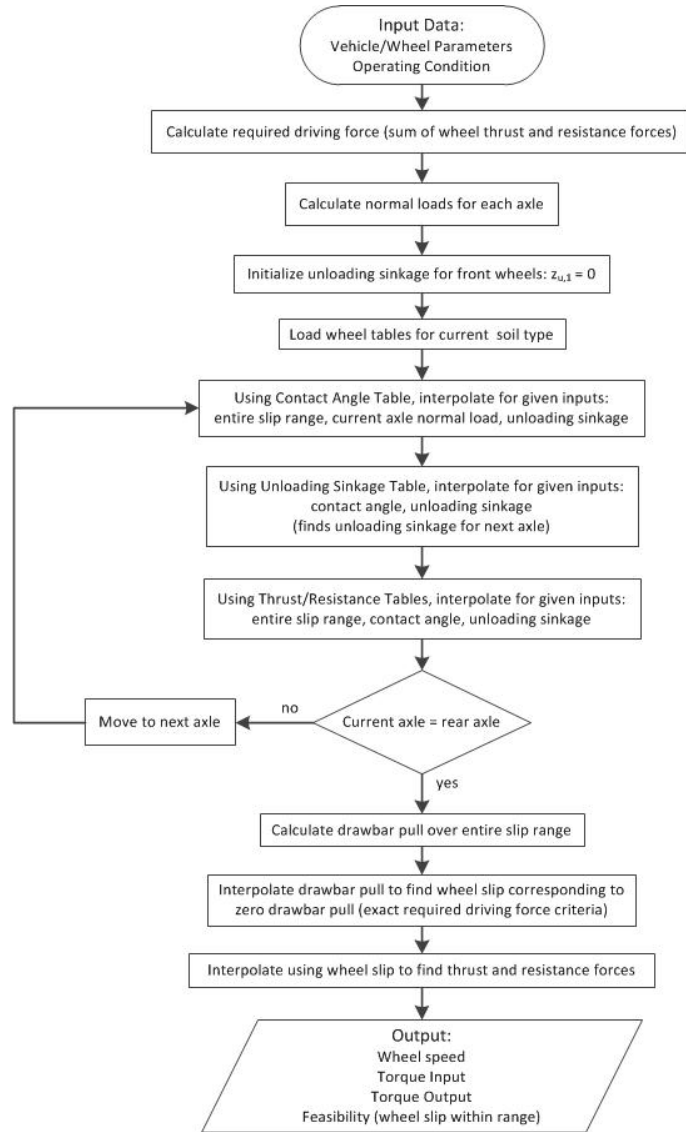 Input Data:
Vehicle/Wheel Parameters
Operating Condition
Calculate required driving force (sum of wheel thrust and resistance forces)
Calculate normal loads for each axle
Initialize unloading sinkage for front wheels: zu,1 = 0
Load wheel tables for current soil type
Using Contact Angle Table, interpolate for given inputs:
entire slip range, current axle normal load, unloading sinkage
Using Unloading Sinkage Table, interpolate for given inputs:
contact angle, unloading sinkage
(finds unloading sinkage for next axle)
Using Thrust/Resistance Tables, interpolate for given inputs:
entire slip range, contact angle, unloading sinkage
Move to next axle
no
Current axle = rear axle
yes
Calculate drawbar pull over entire slip range
Interpolate drawbar pull to find wheel slip corresponding to
zero drawbar pull (exact required driving force criteria)
Interpolate using wheel slip to find thrust and resistance forces
Output:
Wheel speed
Torque Input
Torque Output
Feasibility (wheel slip within range)